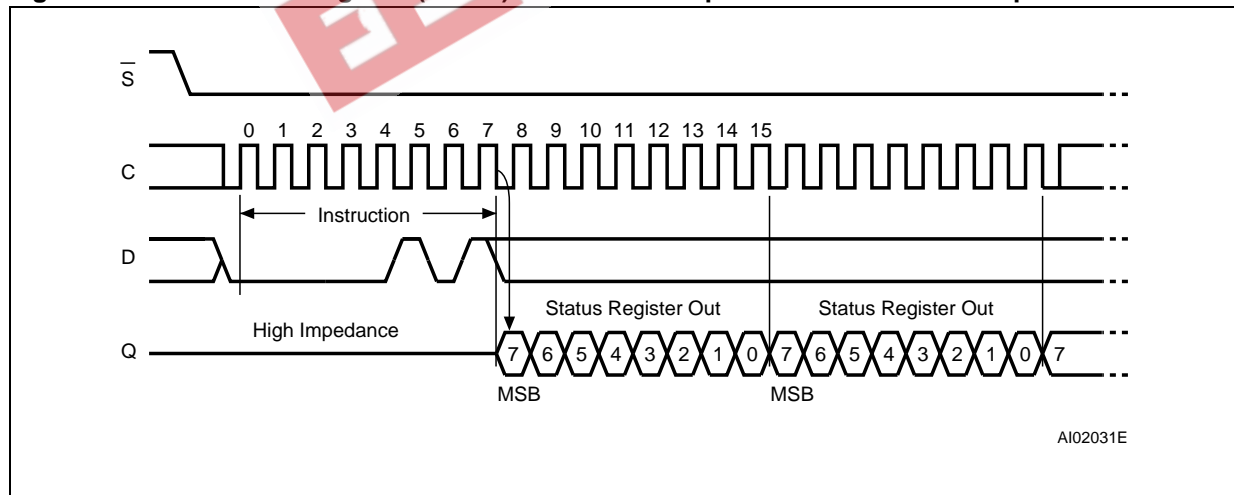 S
0 1 2 3 4 5 6 7 8 9 10 11 12 13 14 15
C
Instruction
D
Status Register Out Status Register Out
High Impedance
Q 7 6 5 4 3 2 1 0 7 6 5 4 3 2 1 0 7
MSB MSB
AI02031E